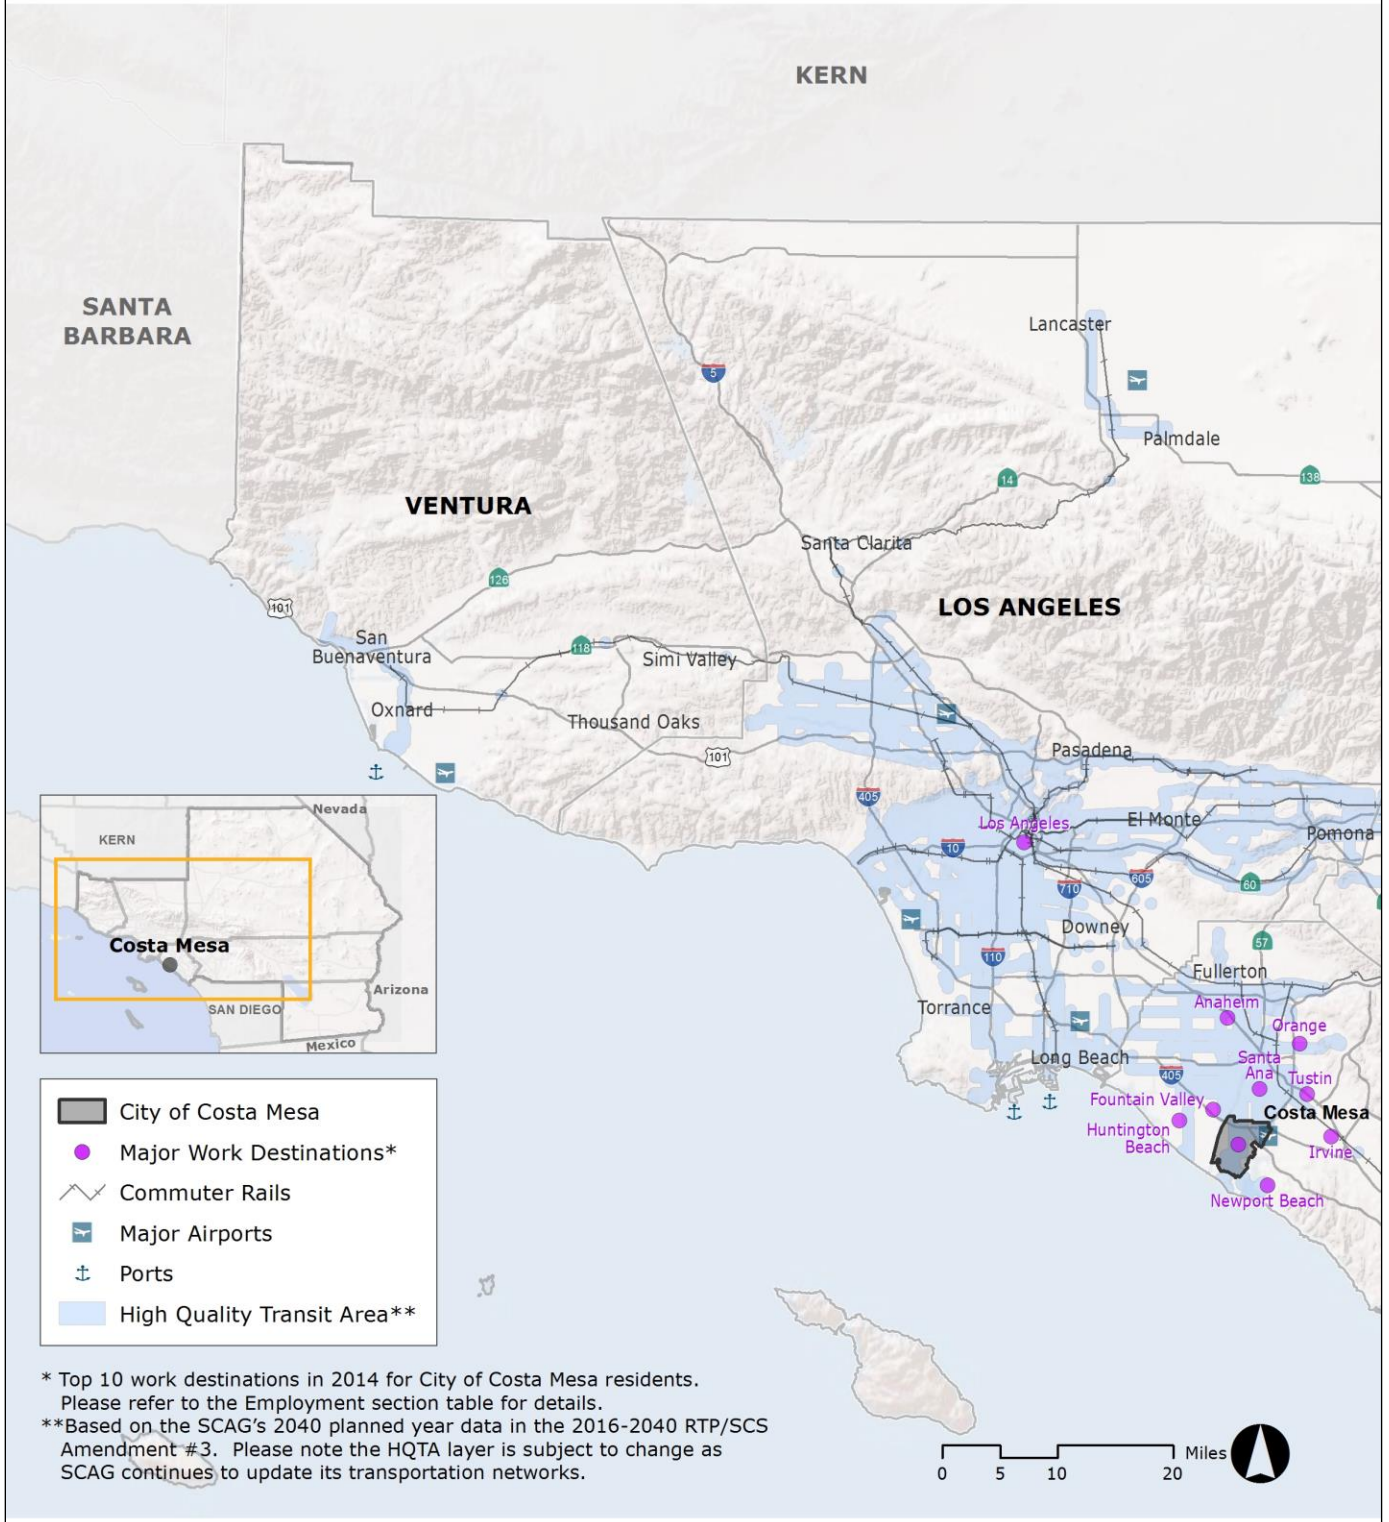 KERN
SANTA
BARBARA
Lancaster
5
Palmdale
14
138
VENTURA
Santa Clarita
126
LOS ANGELES
101
San
Buenaventura
118
Simi Valley
Oxnard
Thousand Oaks
101
Pasadena
405
Los Angeles
El Monte
Pomona
10
605
710
60
Downey
57
110
Fullerton
Torrance
Anaheim
Orange
Long Beach
Santa
Ana
405
Tustin
Fountain Valley
Costa Mesa
Huntington
Beach
Irvine
Newport Beach
Nevada
KERN
Costa Mesa
Arizona
SAN DIEGO
Mexico
City of Costa Mesa
Major Work Destinations*
Commuter Rails
Major Airports
Ports
High Quality Transit Area**
* Top 10 work destinations in 2014 for City of Costa Mesa residents.
Please refer to the Employment section table for details.
**Based on the SCAG’s 2040 planned year data in the 2016-2040 RTP/SCS
Amendment #3. Please note the HQTA layer is subject to change as
SCAG continues to update its transportation networks.
0 5 10 20 Miles